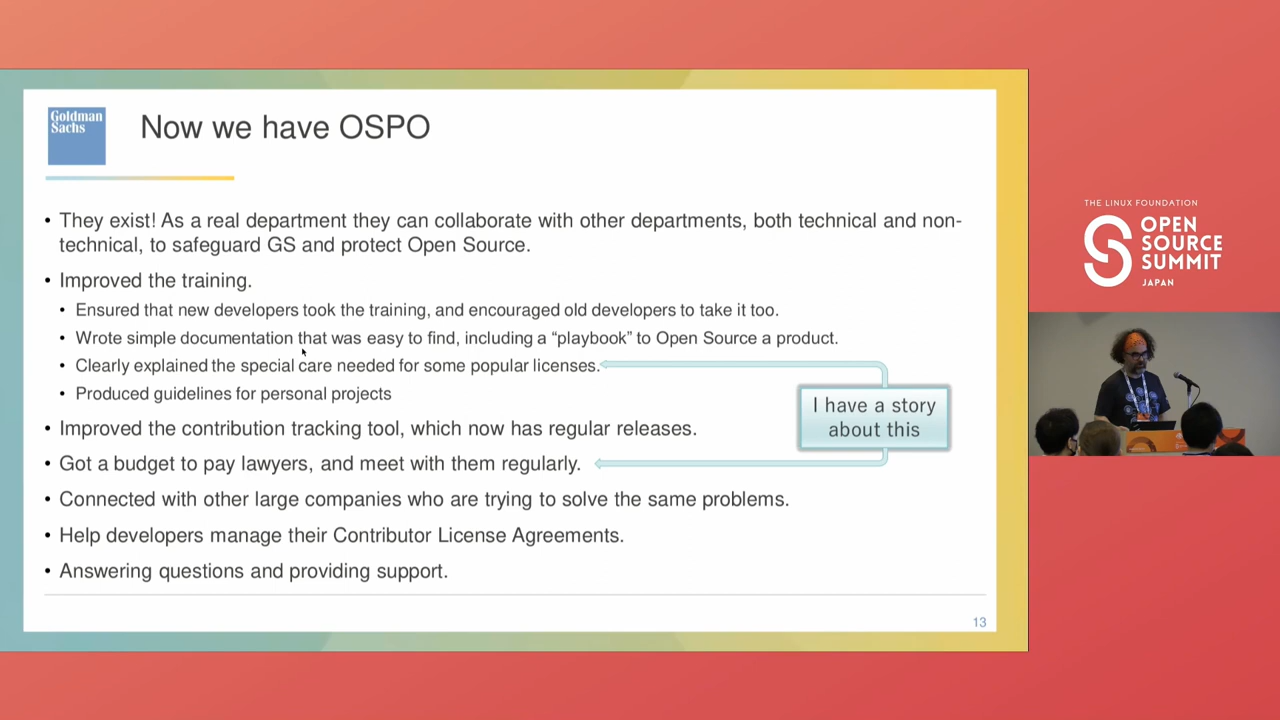 Goldman
Sachs
Now we have OSPO
• They exist! As a real department they can collaborate with other departments, both technical and non-
technical, to safeguard GS and protect Open Source.
• Improved the training.
• Ensured that new developers took the training, and encouraged old developers to take it too.
• Wrote simple documentation that was easy to find, including a “playbook” to Open Source a product.
• Clearly explained the special care needed for some popular licenses.
• Produced guidelines for personal projects
I have a story
about this
• Improved the contribution tracking tool, which now has regular releases.
• Got a budget to pay lawyers, and meet with them regularly.
• Connected with other large companies who are trying to solve the same problems.
• Help developers manage their Contributor License Agreements.
• Answering questions and providing support.
13
THE LINUX FOUNDATION
OPEN
SOURCE
SUMMIT
JAPAN